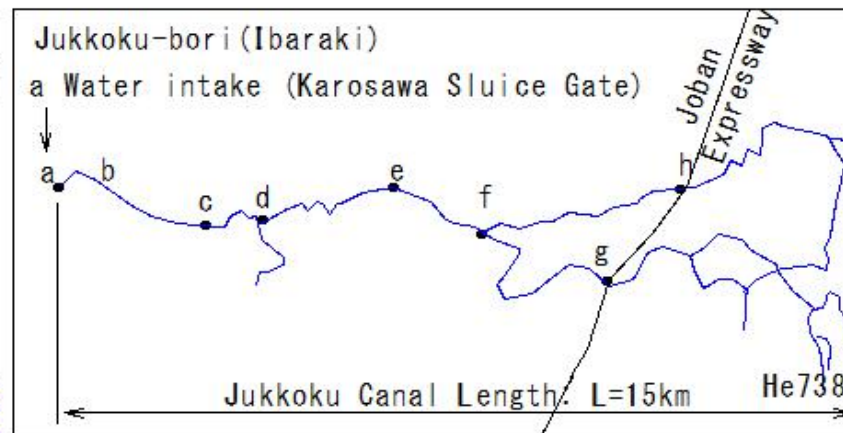 Jukkoku-bori(Ibaraki)
a Water intake (Karosawa Sluice Gate)
Joban
Expressway
a
b
c
d
e
f
g
h
Jukkoku Canal Length: L=15km
He738